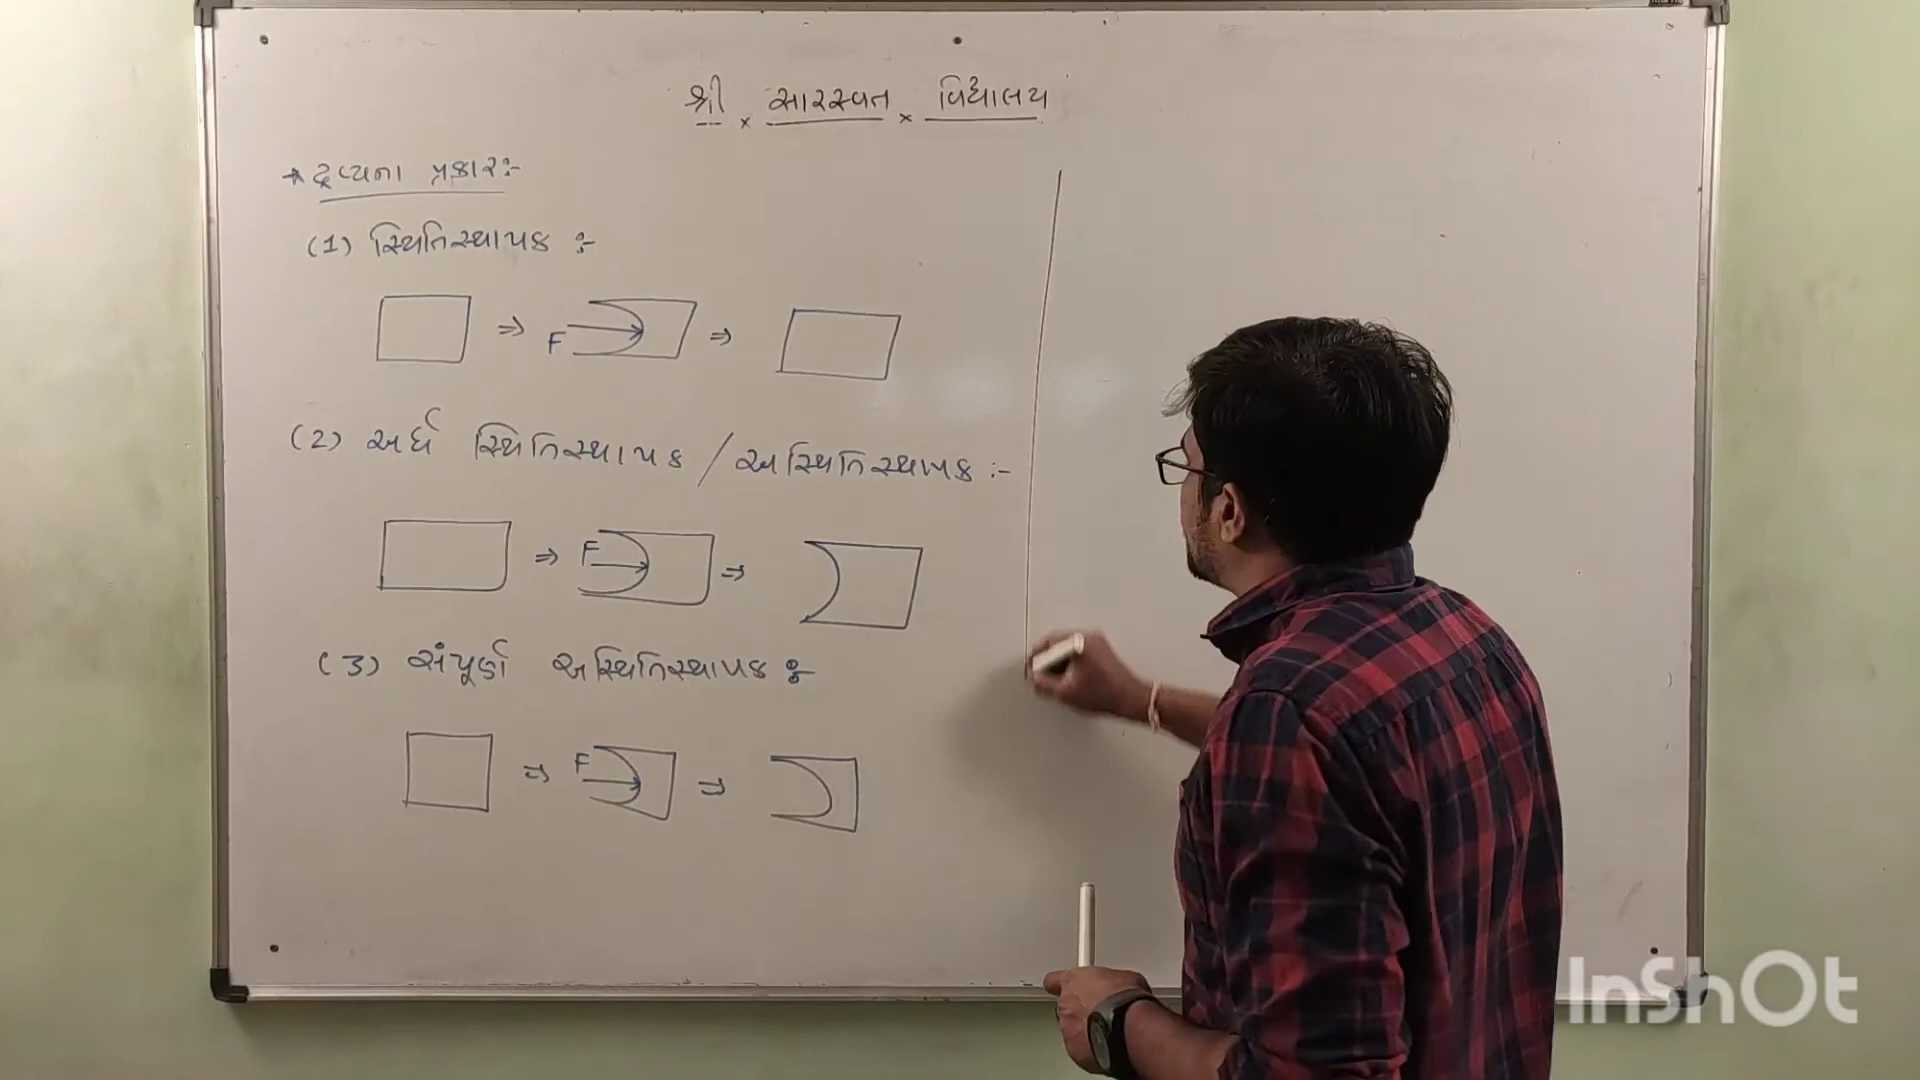 શ્રી × સારસ્વત × વિદ્યાલય
* દ્રવ્યના પ્રકાર :-
(1) સ્થિતિસ્થાપક :-
⇒ F ⇒
(2) અર્ધ સ્થિતિસ્થાપક / અસ્થિતિસ્થાપક :-
⇒ F ⇒
(3) સંપૂર્ણ અસ્થિતિસ્થાપક :-
⇒ F ⇒
InShOt